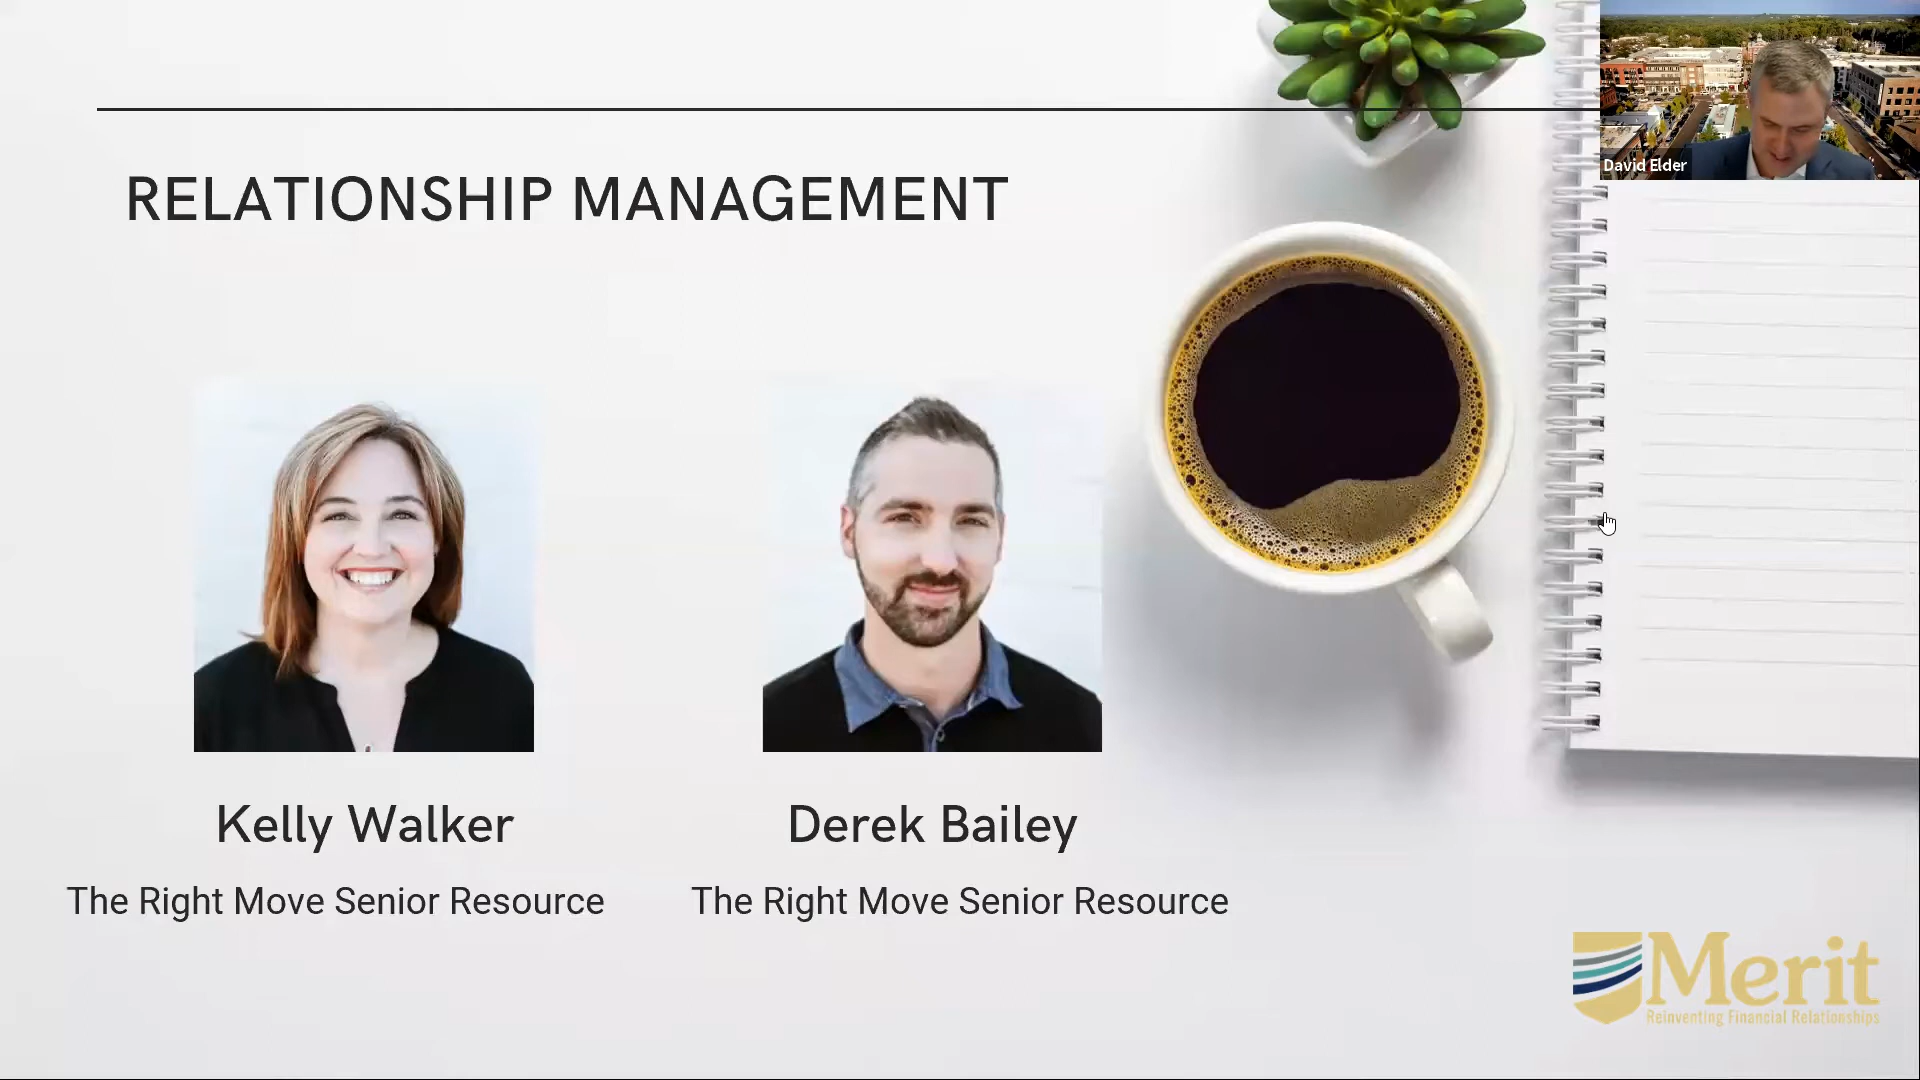 David Elder
RELATIONSHIP MANAGEMENT
Kelly Walker
The Right Move Senior Resource
Derek Bailey
The Right Move Senior Resource
Merit
Reinventing Financial Relationships